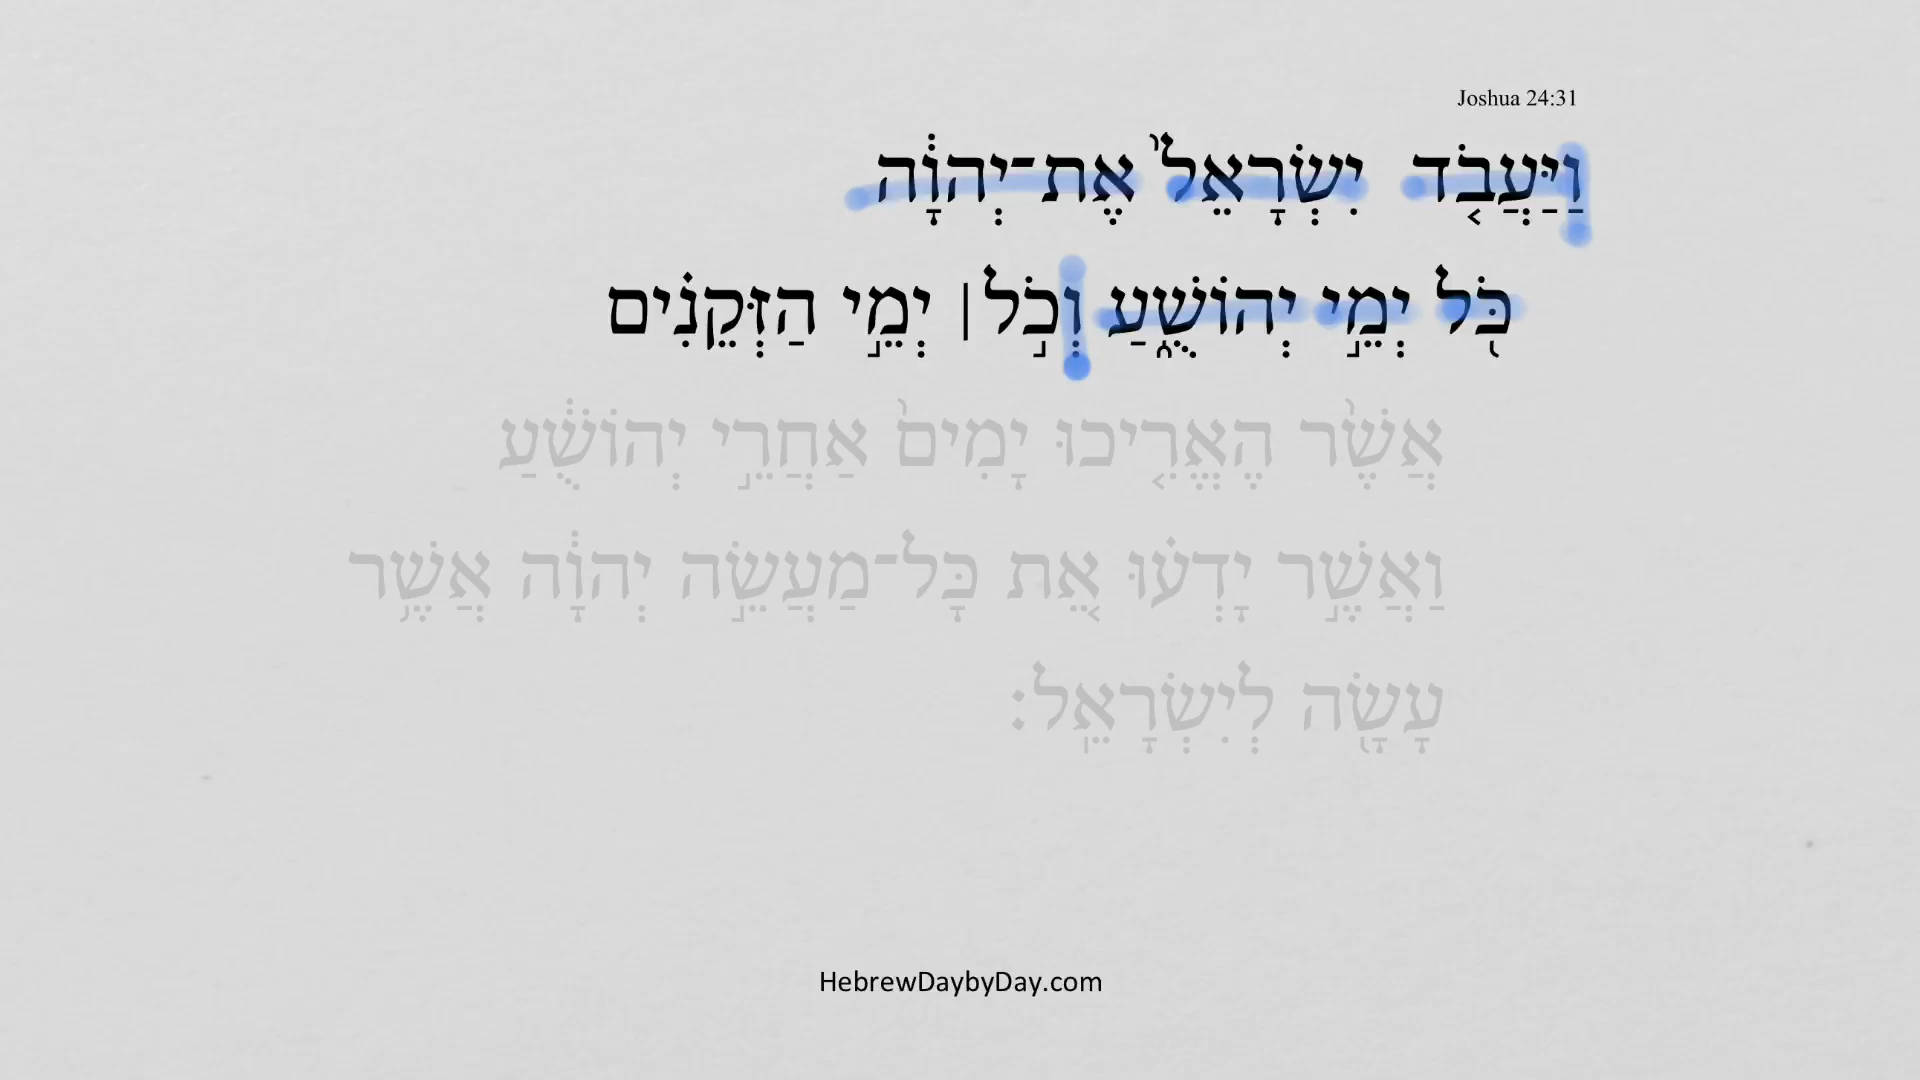 Joshua 24:31
וַיַּעֲבֹ֤ד יִשְׂרָאֵל֙ אֶת־יְהוָ֔ה
כֹּ֖ל יְמֵ֣י יְהוֹשֻׁ֑עַ וְכֹ֣ל׀ יְמֵ֣י הַזְּקֵנִ֗ים
אֲשֶׁ֨ר הֶאֱרִ֤יכוּ יָמִים֙ אַחֲרֵ֣י יְהוֹשֻׁ֔עַ
וַאֲשֶׁ֣ר יָדְע֗וּ אֵ֚ת כָּל־מַעֲשֵׂ֣ה יְהוָ֔ה אֲשֶׁ֥ר
עָשָׂ֖ה לְיִשְׂרָאֵֽל׃
HebrewDaybyDay.com